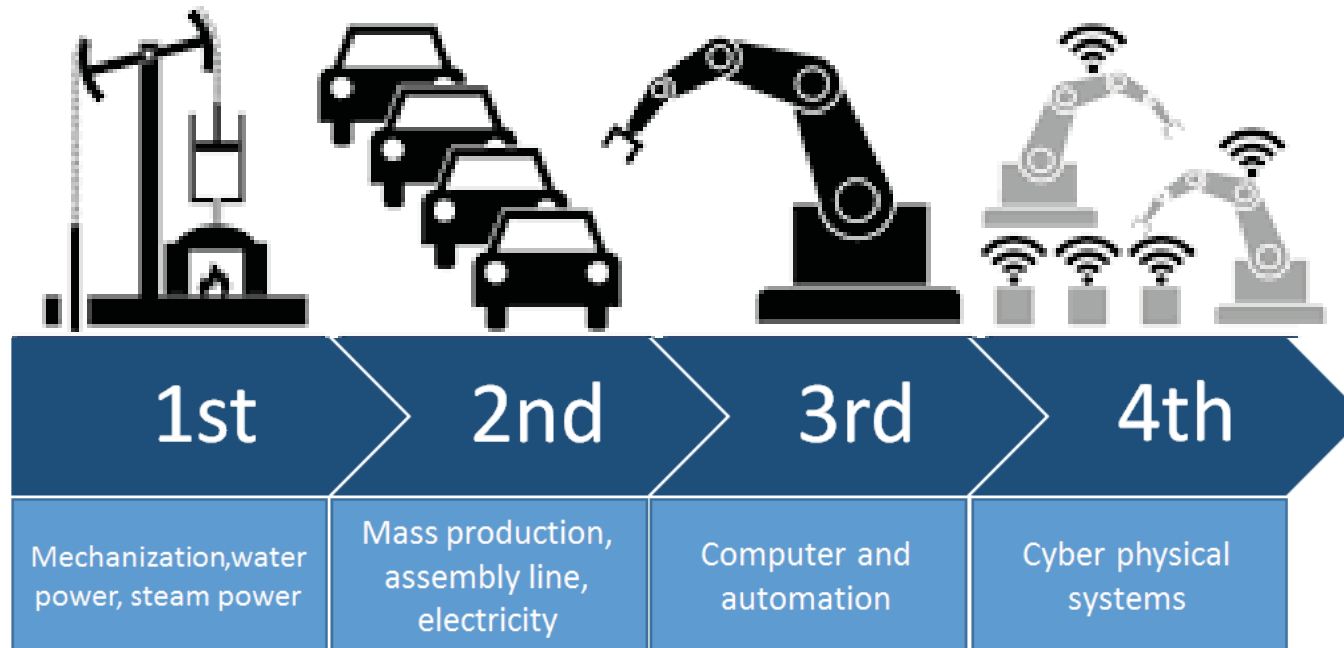 1st
2nd
3rd
4th
Mechanization,water
power, steam power
Mass production,
assembly line,
electricity
Computer and
automation
Cyber physical
systems